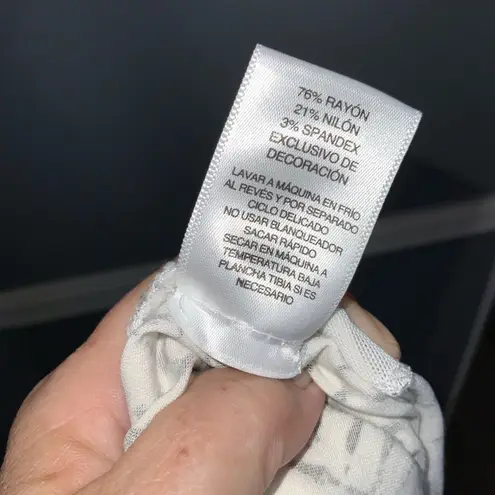 76% RAYÓN
21% NILÓN
3% SPANDEX
EXCLUSIVO DE
DECORACIÓN
LAVAR A MÁQUINA EN FRÍO
AL REVÉS Y POR SEPARADO
CICLO DELICADO
NO USAR BLANQUEADOR
SACAR RÁPIDO
SECAR EN MÁQUINA A
TEMPERATURA BAJA
PLANCHA TIBIA SI ES
NECESARIO